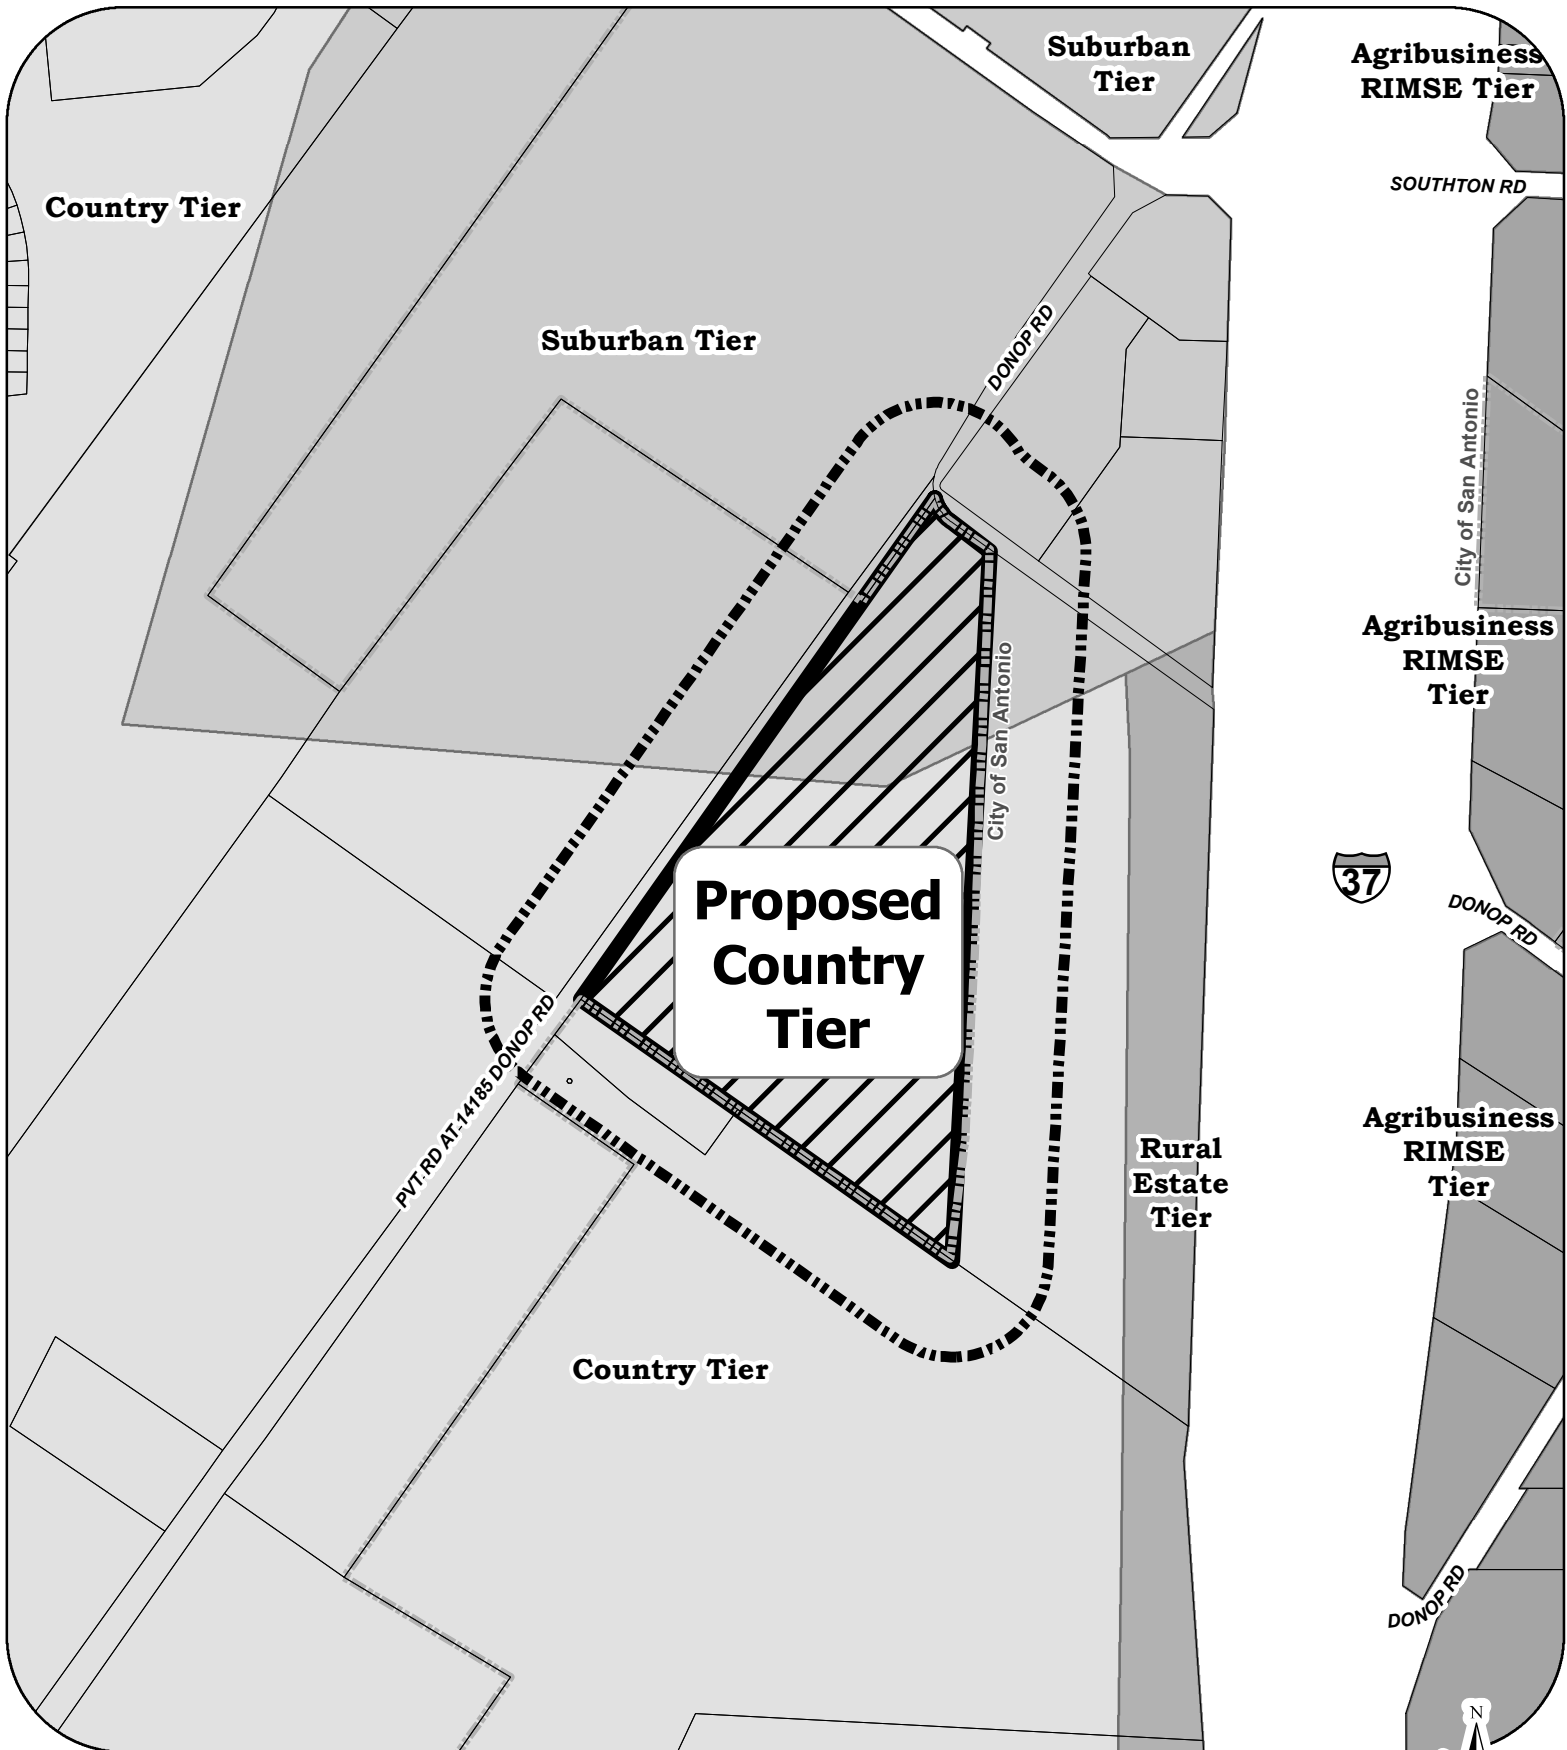 Suburban
Tier
Agribusiness
RIMSE Tier
SOUTHTON RD
Country Tier
Suburban Tier
DONOP RD
City of San Antonio
Agribusiness
RIMSE
Tier
City of San Antonio
37
DONOP RD
Proposed
Country
Tier
PVT. RD AT 14185 DONOP RD
Rural
Estate
Tier
Agribusiness
RIMSE
Tier
Country Tier
DONOP RD
N